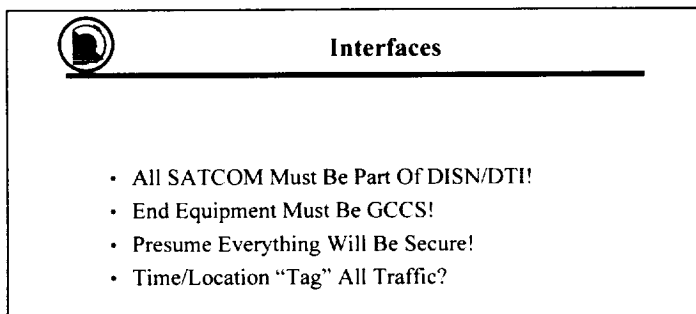 Interfaces
• All SATCOM Must Be Part Of DISN/DTI!
• End Equipment Must Be GCCS!
• Presume Everything Will Be Secure!
• Time/Location “Tag” All Traffic?